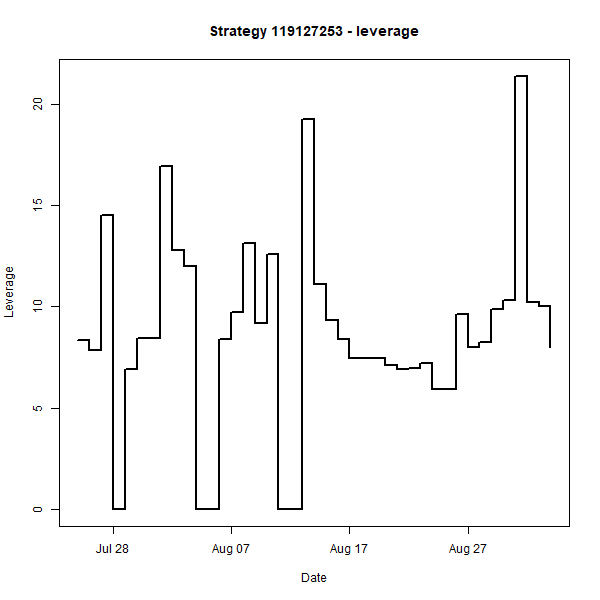 Strategy 119127253 - leverage
Leverage
20
15
10
5
0
Jul 28
Aug 07
Aug 17
Aug 27
Date